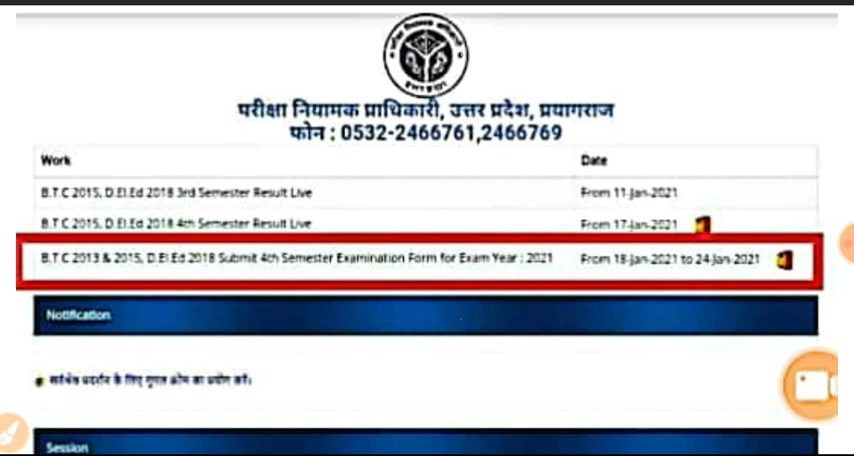 परीक्षा नियामक प्राधिकारी, उत्तर प्रदेश, प्रयागराज
फोन : 0532-2466761,2466769
Work Date
B.T.C 2015, D.El.Ed 2018 3rd Semester Result Live From 11-Jan-2021
B.T.C 2015, D.El.Ed 2018 4th Semester Result Live From 17-Jan-2021
B.T.C 2013 & 2015, D.El.Ed 2018 Submit 4th Semester Examination Form for Exam Year : 2021 From 18-Jan-2021 to 24-Jan-2021
Notification
के लिए का प्रयोग करें।
Session